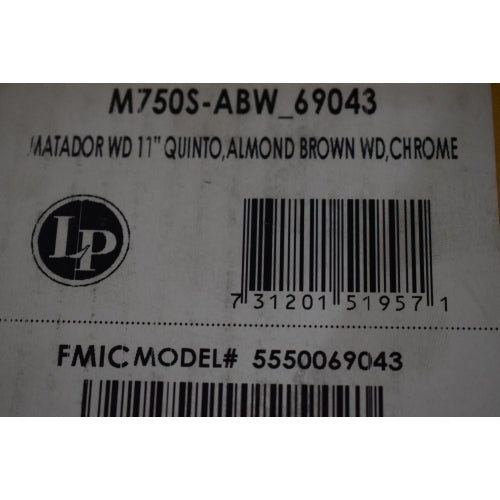 M750S-ABW_69043
MATADOR WD 11" QUINTO,ALMOND BROWN WD,CHROME
LP
7 31201 51957 1
FMIC MODEL# 5550069043